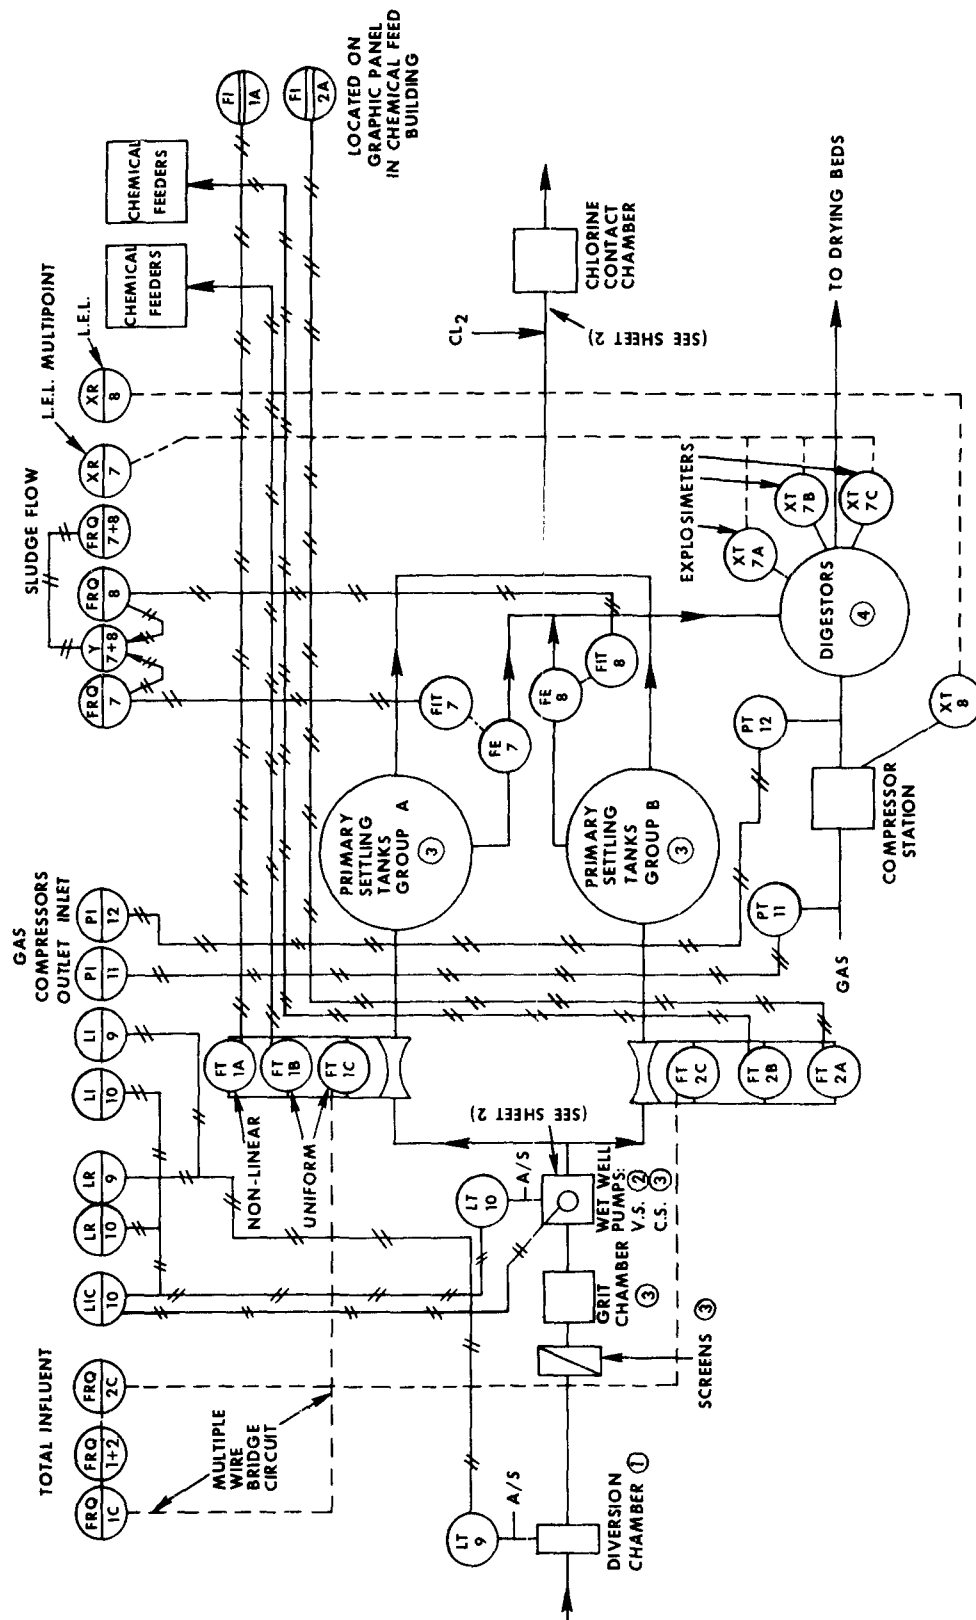 TOTAL INFLUENT
FRQ
1C
FRQ
1+2
FRQ
2C
MULTIPLE
WIRE
BRIDGE
CIRCUIT
LIC
10
LR
10
LR
9
LI
10
LI
9
GAS
COMPRESSORS
OUTLET INLET
PI
11
PI
12
SLUDGE FLOW
FRQ
7
Y
7+8
FRQ
8
FRQ
7+8
L.E.L. MULTIPOINT
XR
7
L.E.L.
XR
8
CHEMICAL
FEEDERS
CHEMICAL
FEEDERS
FI
1A
FI
2A
LOCATED ON
GRAPHIC PANEL
IN CHEMICAL FEED
BUILDING
NON-LINEAR
UNIFORM
FT
1A
FT
1B
FT
1C
PRIMARY
SETTLING
TANKS
GROUP A
3
FIT
7
FE
7
FE
8
FIT
8
PRIMARY
SETTLING
TANKS
GROUP B
3
CL2
(SEE SHEET 2)
CHLORINE
CONTACT
CHAMBER
LT
9
A/S
DIVERSION
CHAMBER 1
SCREENS 3
GRIT
CHAMBER
3
LT
10
A/S
(SEE SHEET 2)
WET WELL
PUMPS:
V.S. 2
C.S. 3
FT
2C
FT
2B
FT
2A
GAS
PT
11
COMPRESSOR
STATION
PT
12
XT
8
DIGESTORS
4
EXPLOSIMETERS
XT
7A
XT
7B
XT
7C
TO DRYING BEDS